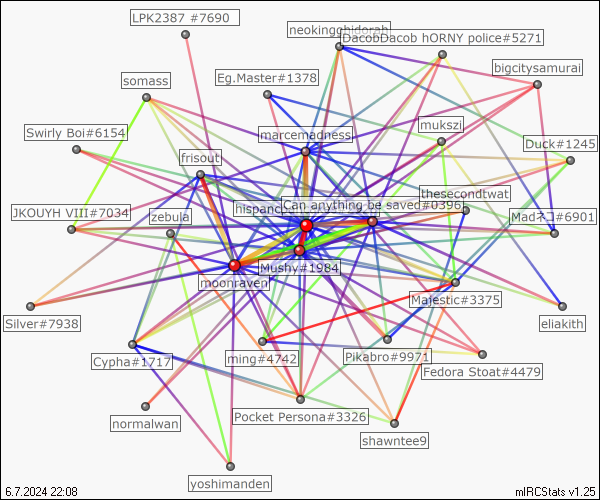 LPK2387 #7690
neokingghidorah
DacobDacob hORNY police#5271
bigcitysamurai
somass
Eg.Master#1378
mukszi
Swirly Boi#6154
marcemadness
Duck#1245
frisout
thesecondtwat
JKOUYH VIII#7034
zebula
hispanc
Can anything be saved#0396
Madネコ#6901
Mushy#1984
moonraven
Majestic#3375
Silver#7938
eliakith
Cypha#1717
ming#4742
Pikabro#9971
Fedora Stoat#4479
normalwan
Pocket Persona#3326
shawntee9
yoshimanden
6.7.2024 22:08
mIRCStats v1.25